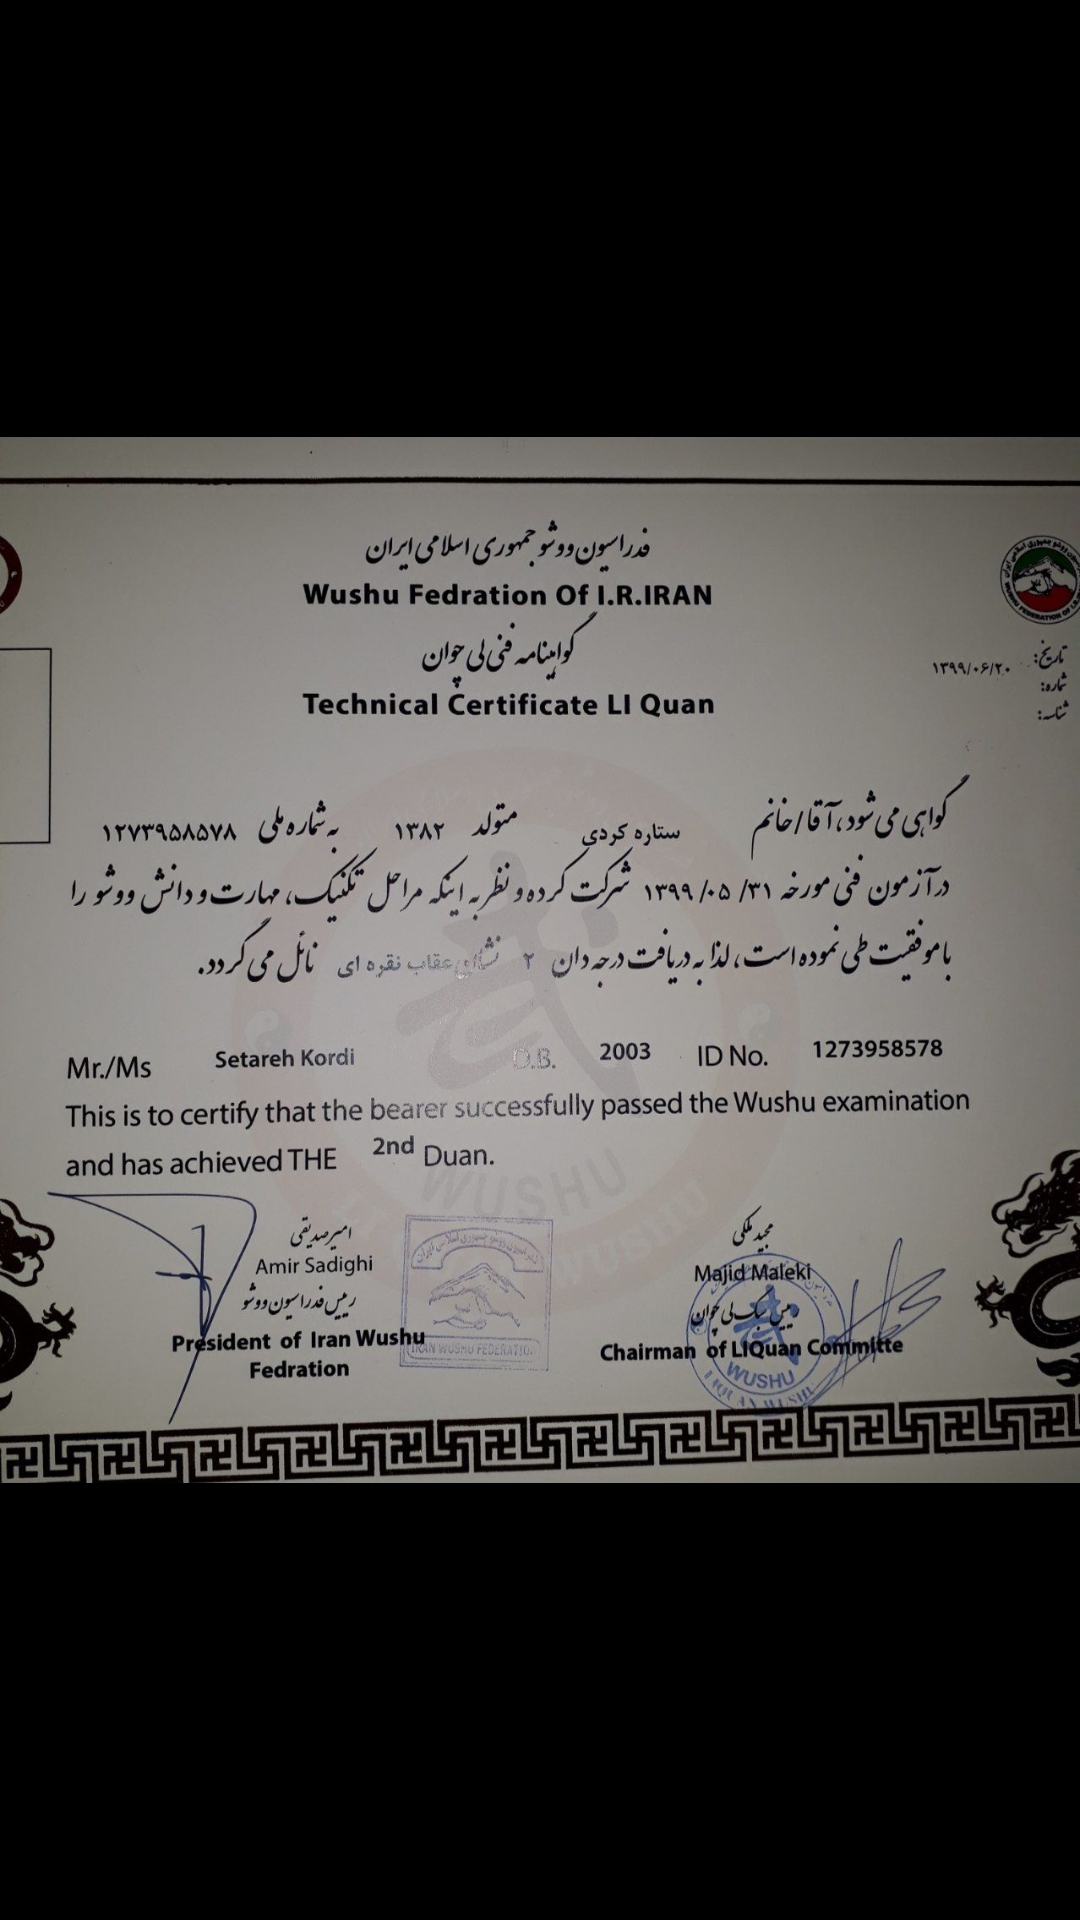 فدراسیون ووشو جمهوری اسلامی ایران
Wushu Fedration Of I.R.IRAN
گواهینامه فنی لی چوان
Technical Certificate LI Quan
تاریخ: ۱۳۹۹/۰۶/۲۰
شماره:
شناسه:
گواهی می شود، آقا/خانم ستاره کردی متولد ۱۳۸۲ به شماره ملی ۱۲۷۳۹۵۸۵۷۸
در آزمون فنی مورخه ۱۳۹۹/۰۵/۳۱ شرکت کرده و نظر به اینکه مراحل تکنیک، مهارت و دانش ووشو را
با موفقیت طی نموده است، لذا به دریافت درجه دان ۲ نشان عقاب نقره ای نائل می گردد.
Mr./Ms Setareh Kordi D.B. 2003 ID No. 1273958578
This is to certify that the bearer successfully passed the Wushu examination
and has achieved THE 2nd Duan.
WUSHU
امیر صدیقی
Amir Sadighi
رییس فدراسیون ووشو
President of Iran Wushu
Fedration
IRAN WUSHU FEDERATION
مجید ملکی
Majid Maleki
سبک لی چوان
Chairman of LIQuan Committe
WUSHU
LIQUAN WUSHU